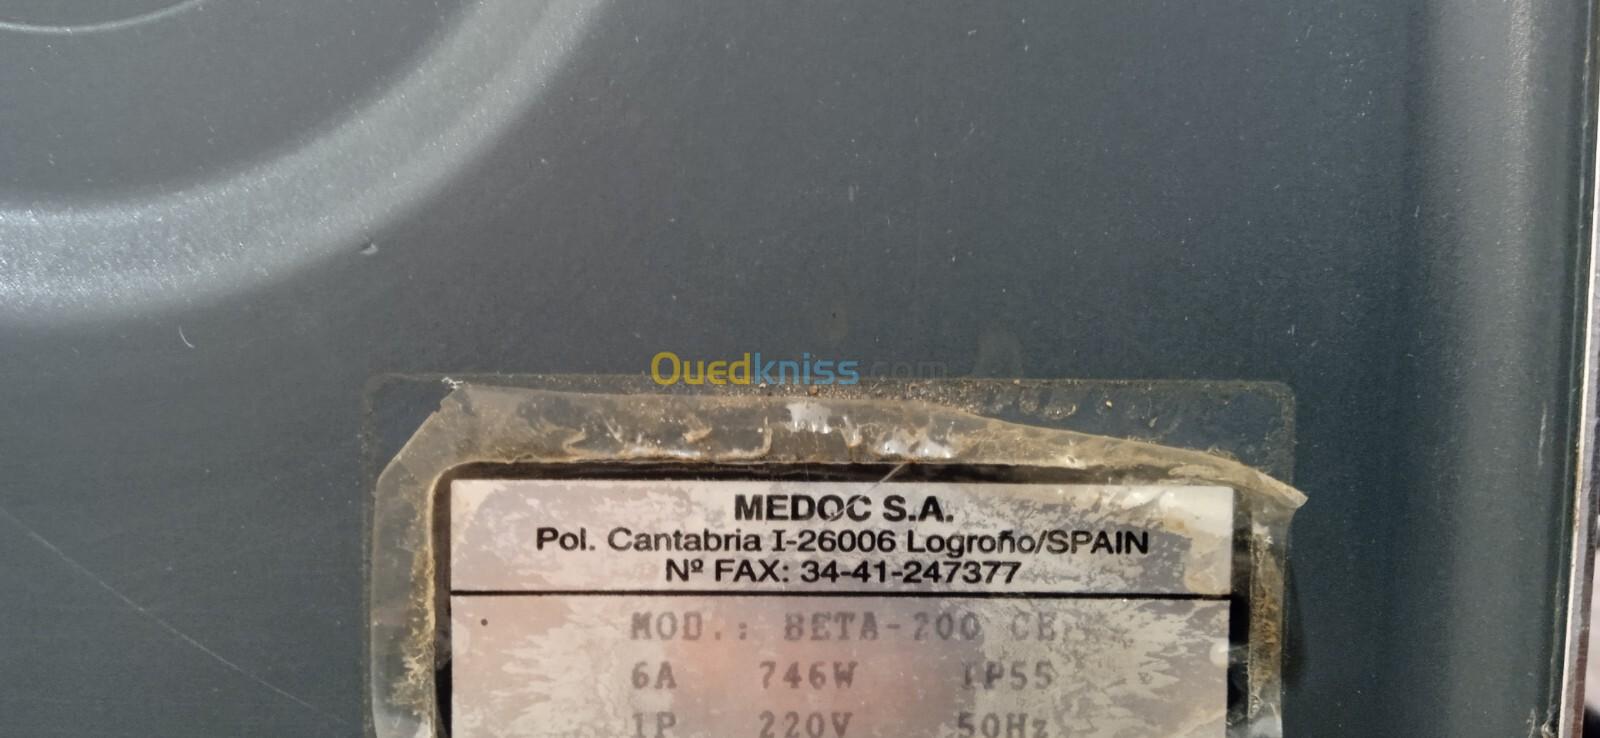 Ouedkniss.com
MEDOC S.A.
Pol. Cantabria I-26006 Logroño/SPAIN
Nº FAX: 34-41-247377
MOD.: BETA-200 CE
6A 746W IP55
1P 220V 50Hz